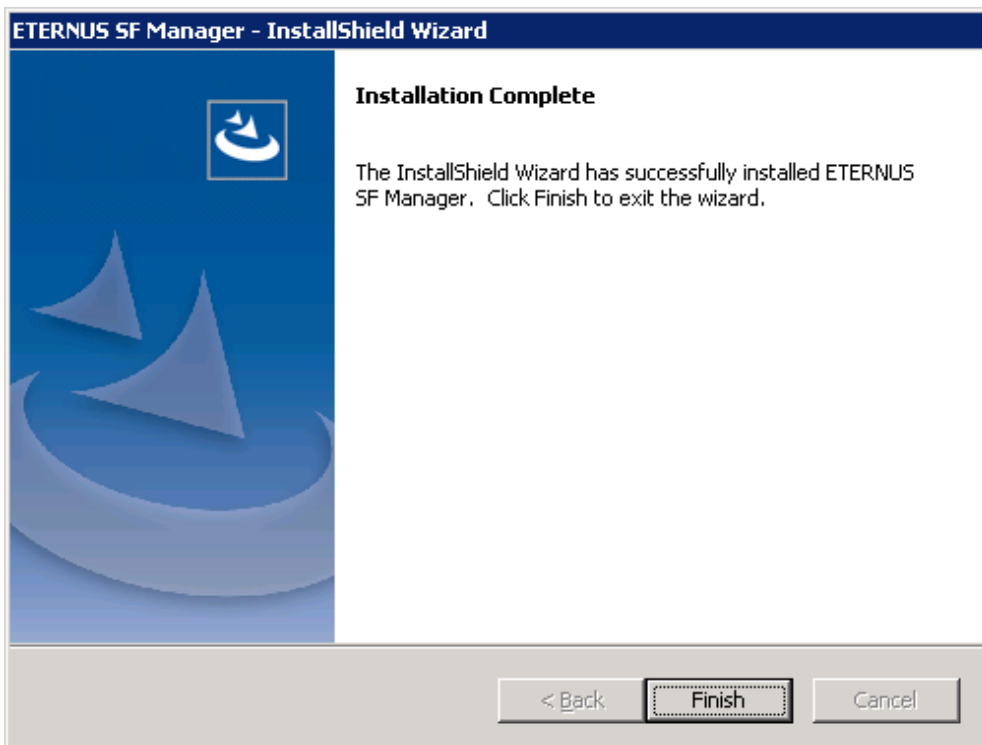 ETERNUS SF Manager - InstallShield Wizard
Installation Complete
The InstallShield Wizard has successfully installed ETERNUS
SF Manager.  Click Finish to exit the wizard.
< Back
Finish
Cancel